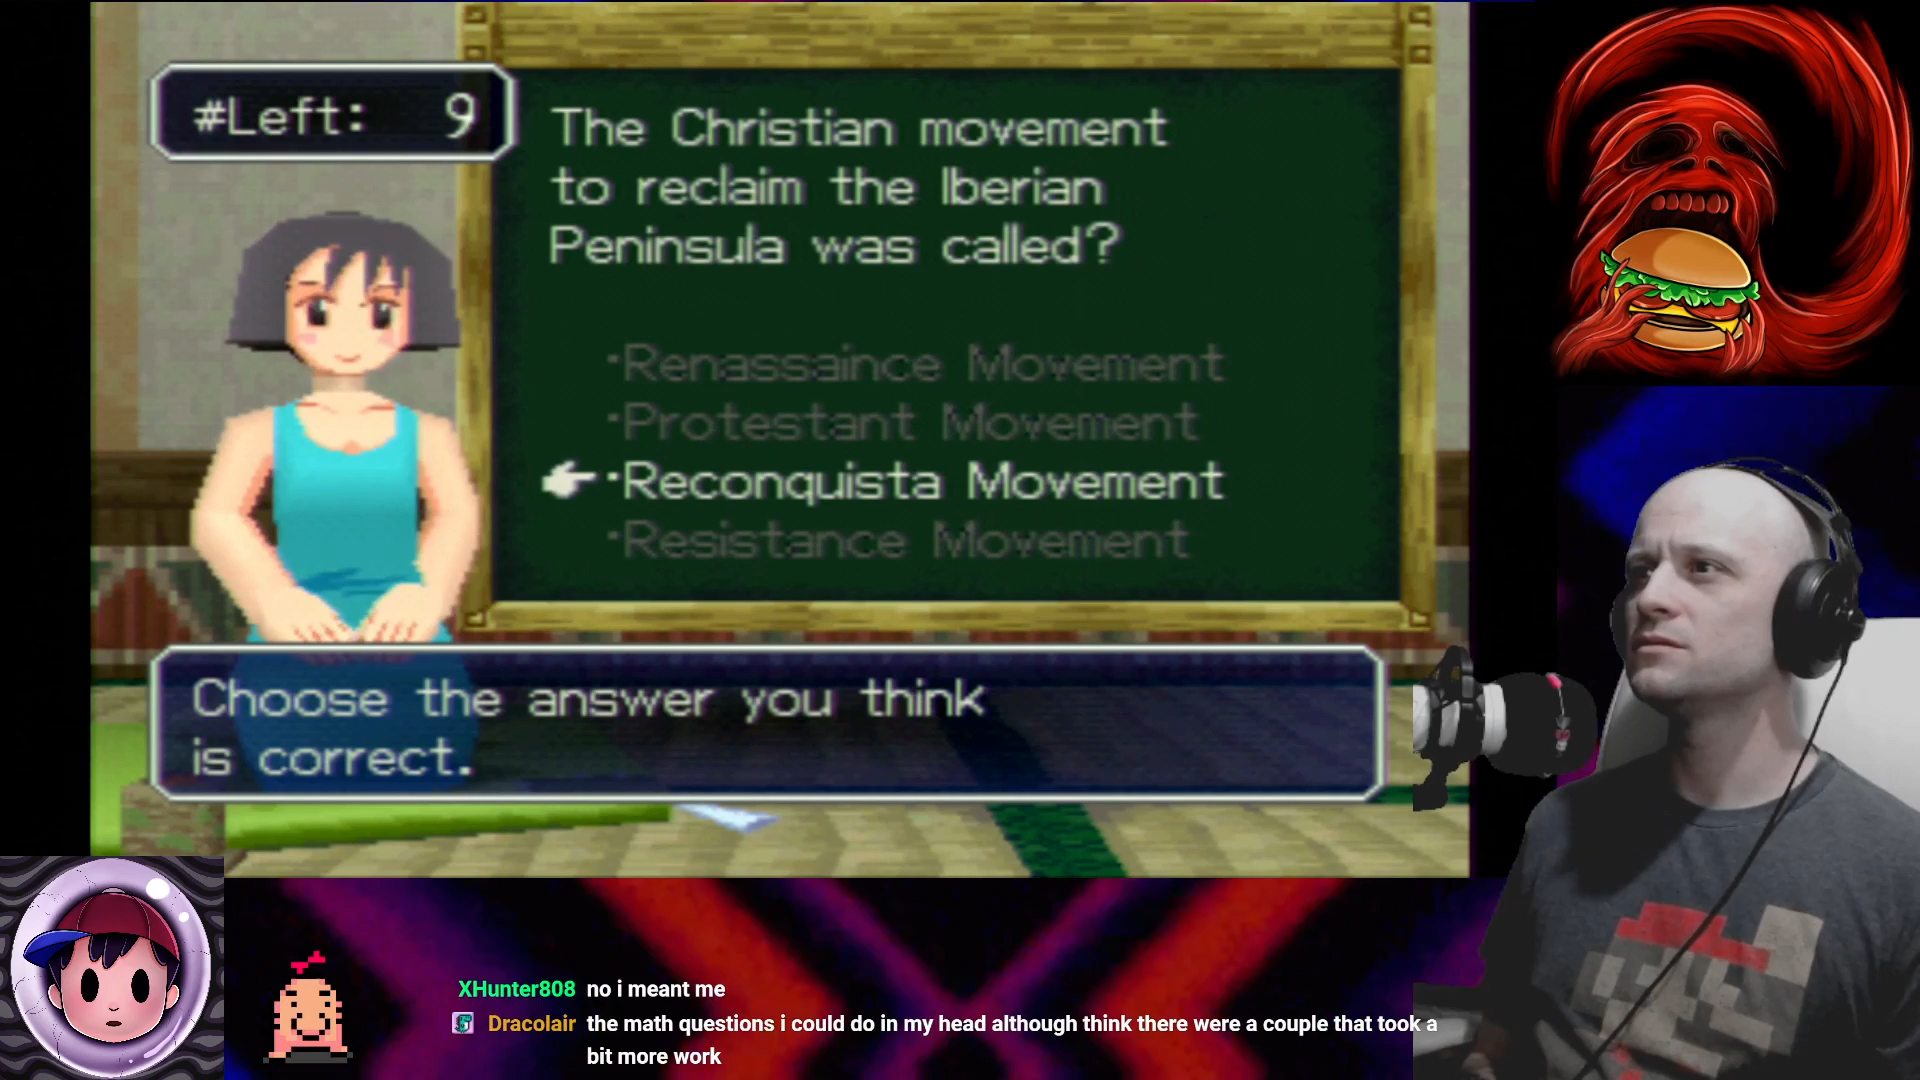 #Left: 9
The Christian movement
to reclaim the Iberian
Peninsula was called?
·Renassaince Movement
·Protestant Movement
·Reconquista Movement
·Resistance Movement
Choose the answer you think
is correct.
XHunter808 no i meant me
Dracolair the math questions i could do in my head although think there were a couple that took a
bit more work